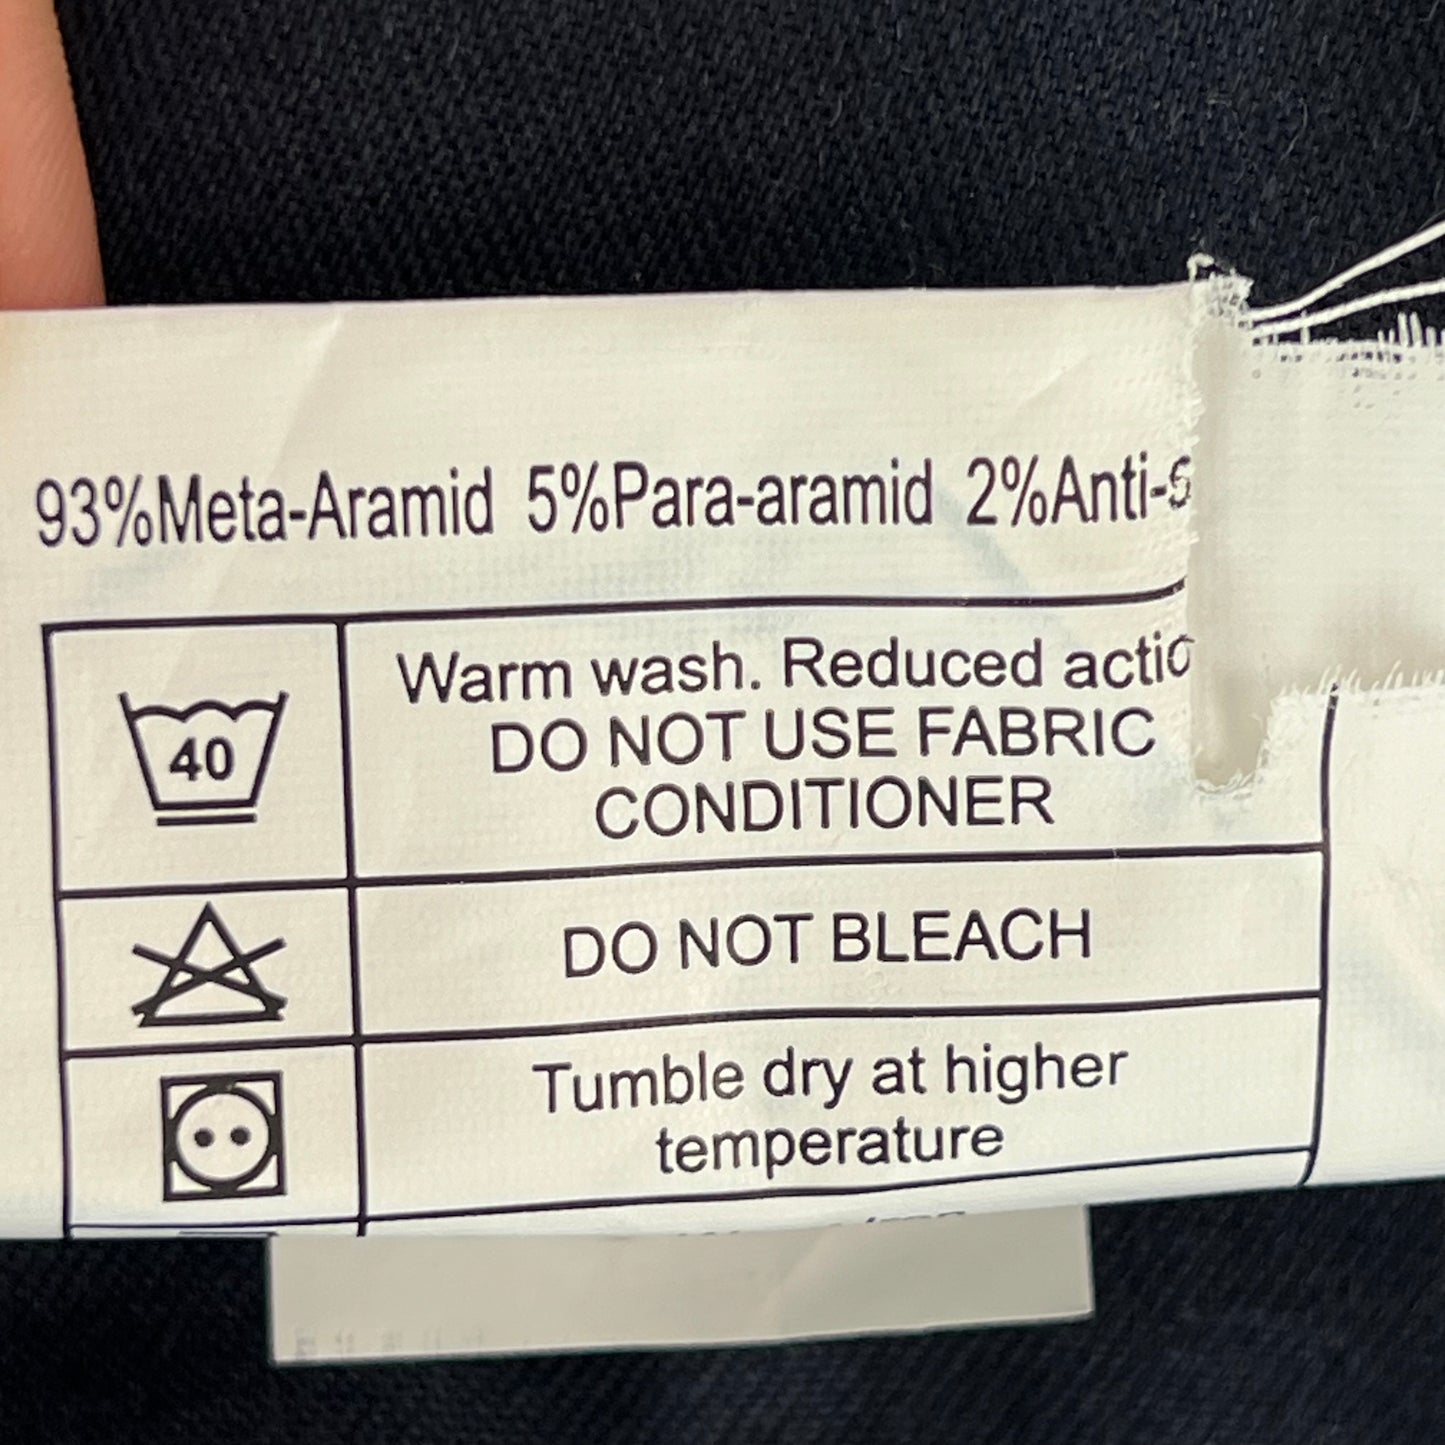 93%Meta-Aramid 5%Para-aramid 2%Anti-
Warm wash. Reduced actio
40
DO NOT USE FABRIC
CONDITIONER
DO NOT BLEACH
Tumble dry at higher
temperature